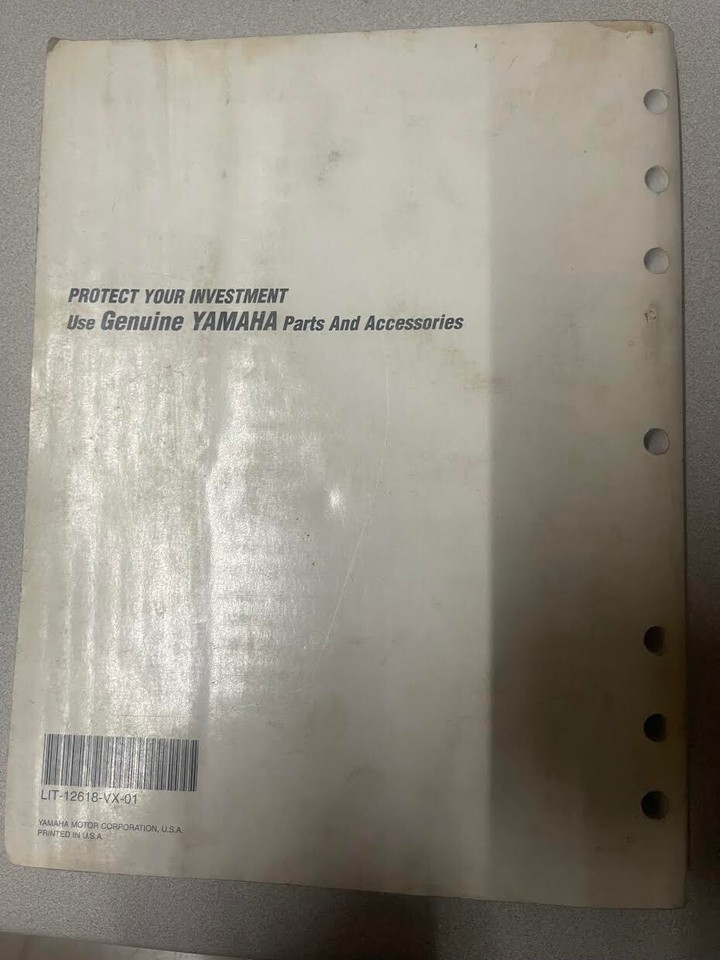 PROTECT YOUR INVESTMENT
Use Genuine YAMAHA Parts And Accessories
LIT-12618-VX-01
YAMAHA MOTOR CORPORATION, U.S.A.
PRINTED IN U.S.A.